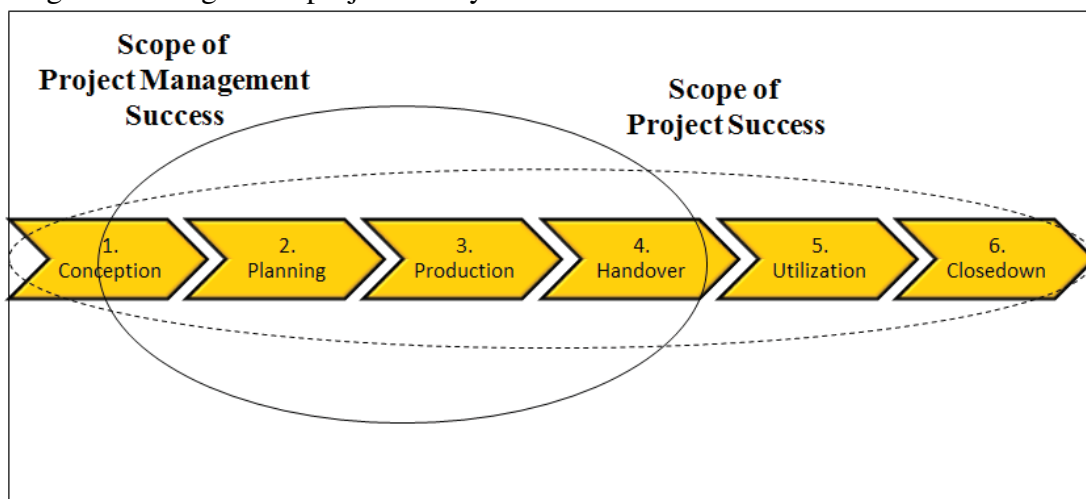 Scope of
Project Management
Success
Scope of
Project Success
1.
Conception
2.
Planning
3.
Production
4.
Handover
5.
Utilization
6.
Closedown